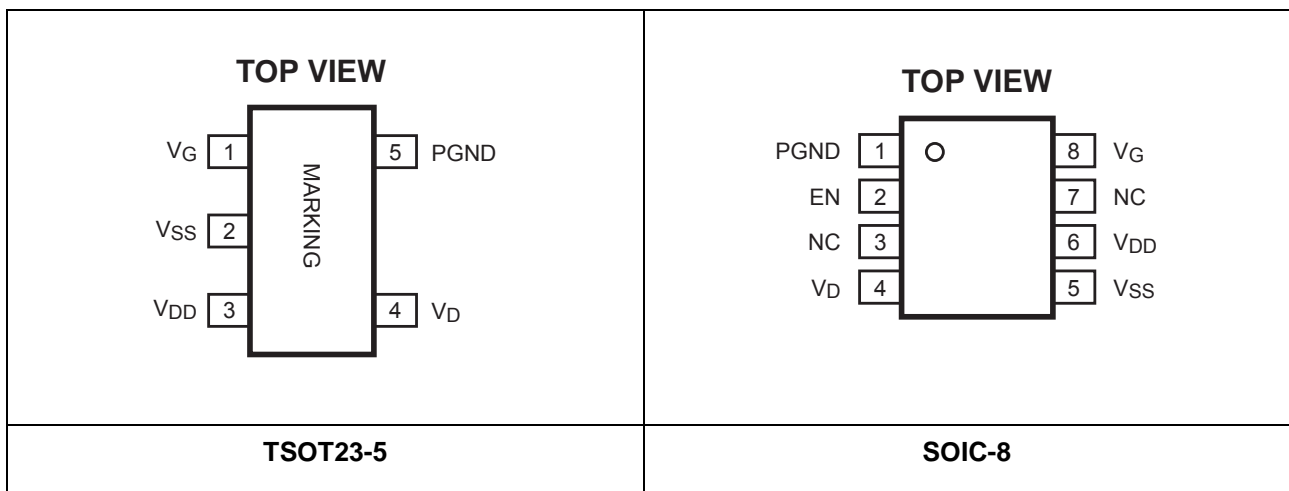 TOP VIEW
VG 1
5 PGND
MARKING
VSS 2
VDD 3
4 VD
TSOT23-5
TOP VIEW
PGND 1
8 VG
EN 2
7 NC
NC 3
6 VDD
VD 4
5 VSS
SOIC-8